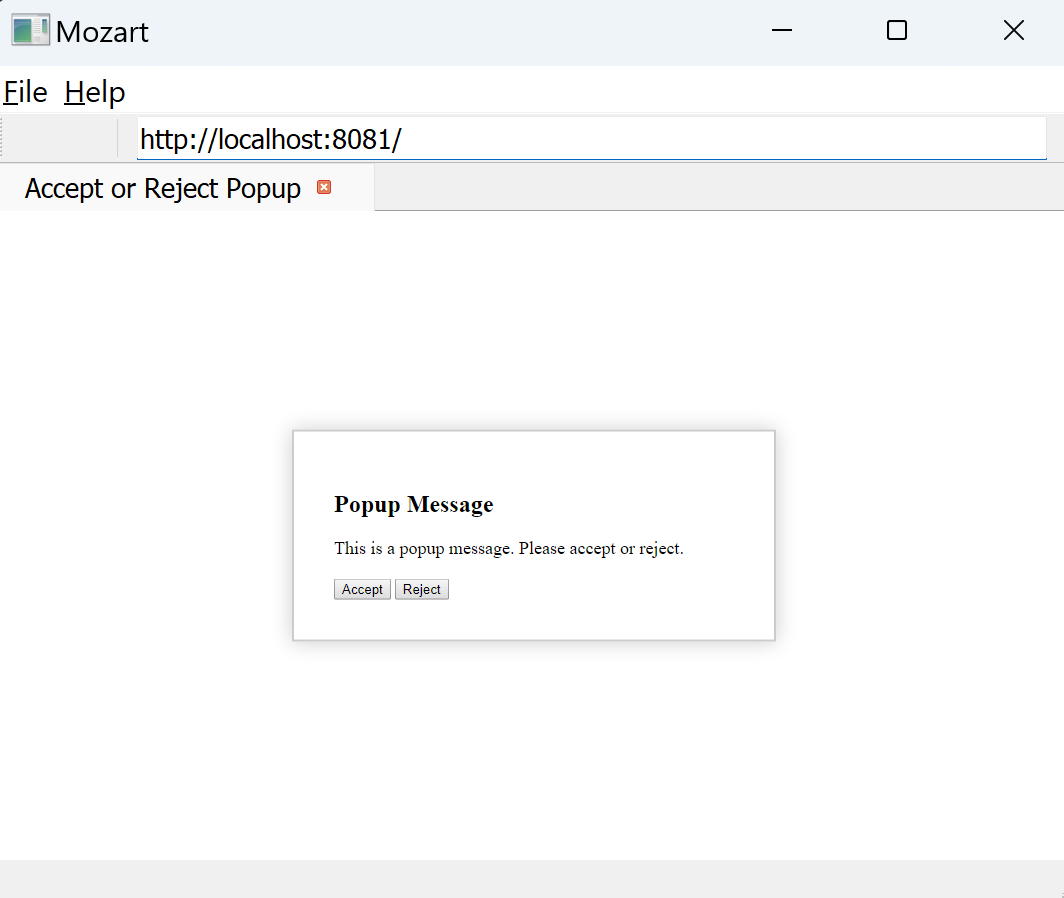 Mozart
File Help
http://localhost:8081/
Accept or Reject Popup
Popup Message
This is a popup message. Please accept or reject.
Accept Reject